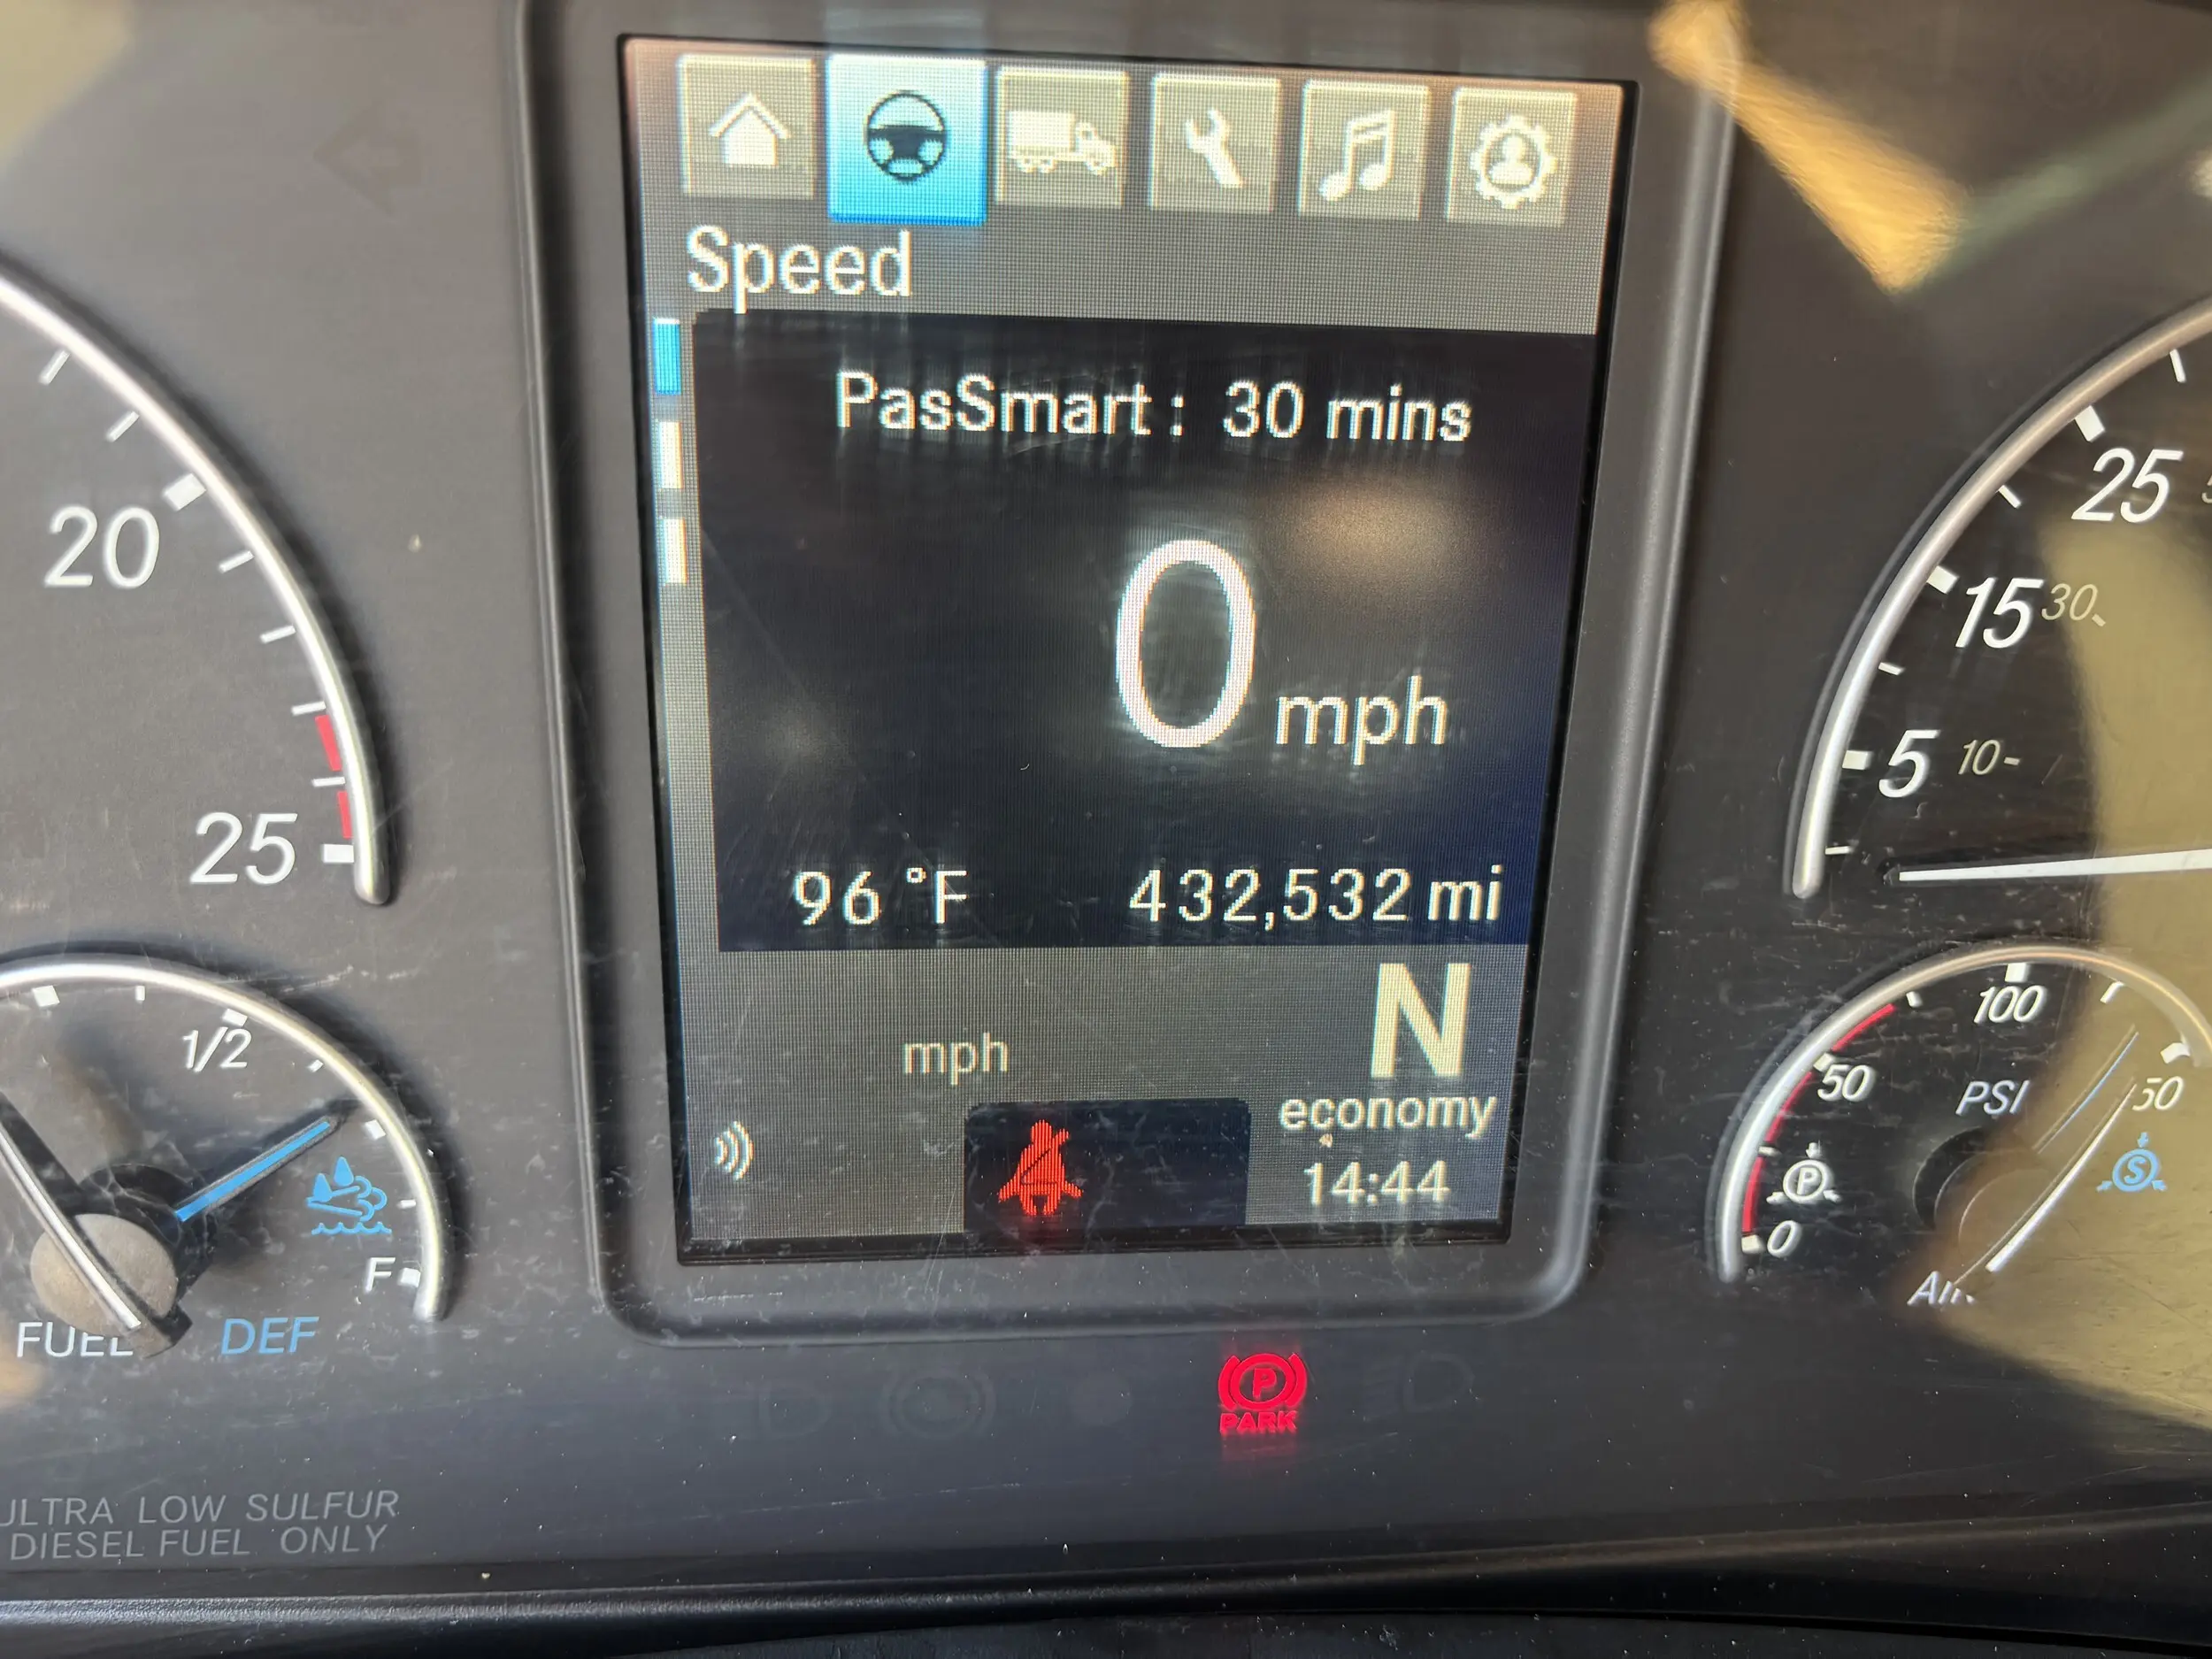 Speed
PasSmart : 30 mins
0 mph
96 °F 432,532 mi
mph
N
economy
14:44
20
25
1/2
F
FUEL
DEF
ULTRA LOW SULFUR
DIESEL FUEL ONLY
P
PARK
25
15 30
5 10
100
50
PSI
0
P
S